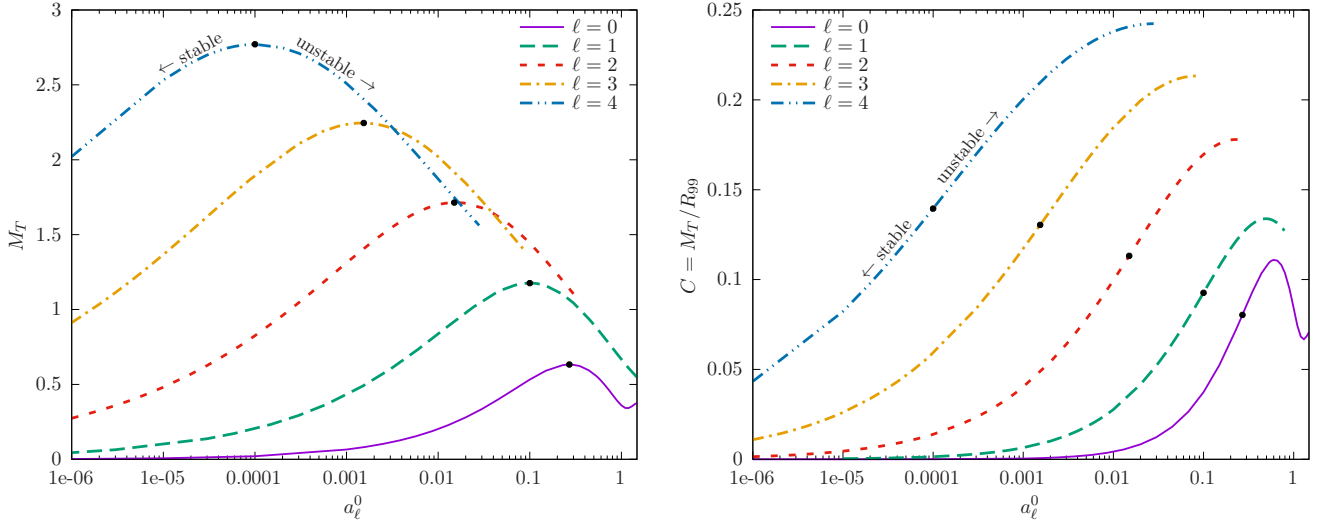 3
2.5
2
1.5
1
0.5
0
M_T
← stable
unstable →
ℓ = 0
ℓ = 1
ℓ = 2
ℓ = 3
ℓ = 4
1e-06 1e-05 0.0001 0.001 0.01 0.1 1
a_ℓ^0
0.25
0.2
0.15
0.1
0.05
0
C = M_T/R_99
← stable
unstable →
ℓ = 0
ℓ = 1
ℓ = 2
ℓ = 3
ℓ = 4
1e-06 1e-05 0.0001 0.001 0.01 0.1 1
a_ℓ^0